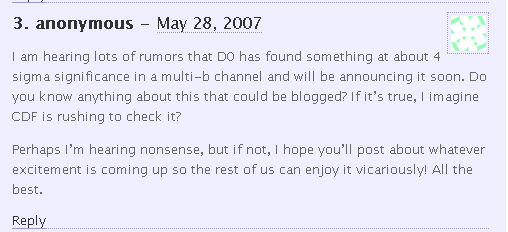 3. anonymous – May 28, 2007
I am hearing lots of rumors that D0 has found something at about 4
sigma significance in a multi-b channel and will be announcing it soon. Do
you know anything about this that could be blogged? If it's true, I imagine
CDF is rushing to check it?
Perhaps I'm hearing nonsense, but if not, I hope you'll post about whatever
excitement is coming up so the rest of us can enjoy it vicariously! All the
best.
Reply